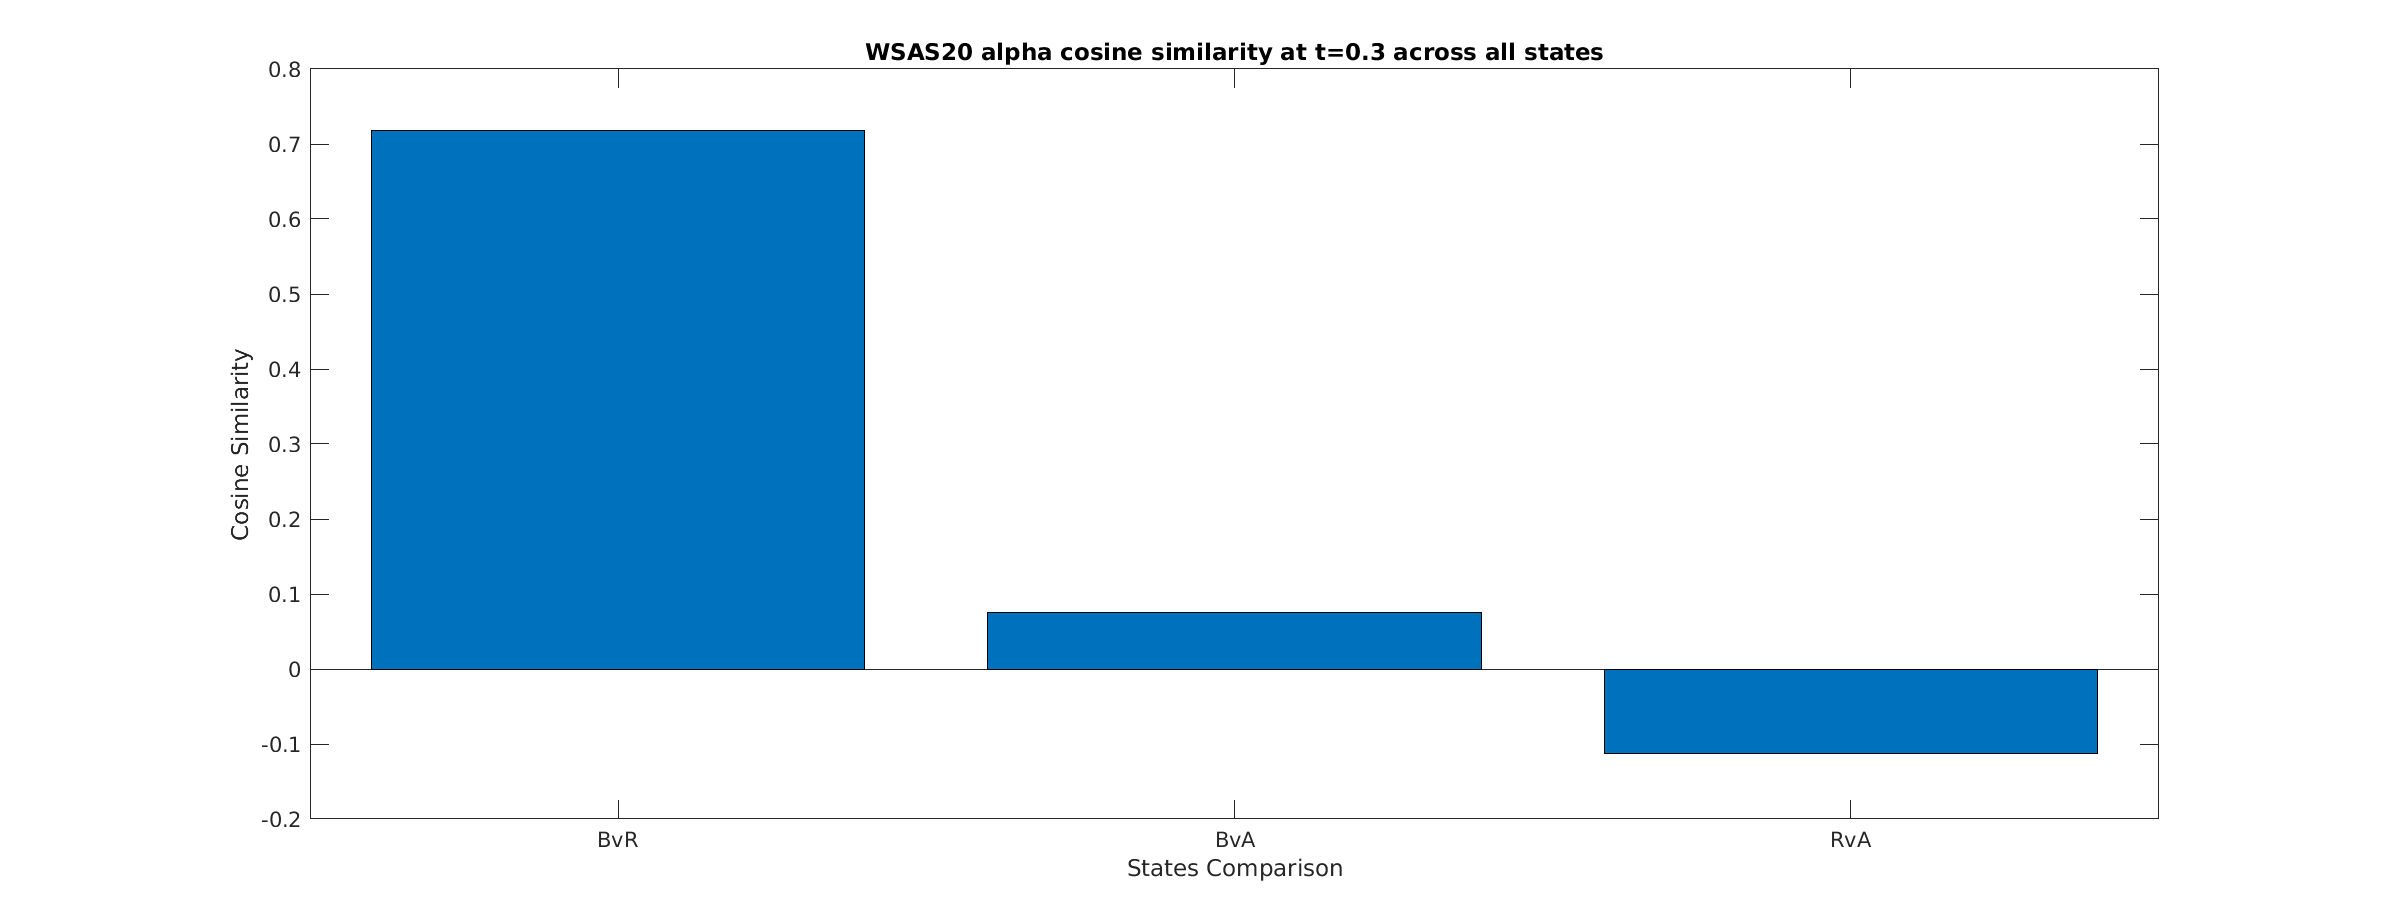 WSAS20 alpha cosine similarity at t=0.3 across all states
0.8
0.7
0.6
0.5
0.4
0.3
0.2
0.1
0
-0.1
-0.2
Cosine Similarity
BvR BvA RvA
States Comparison